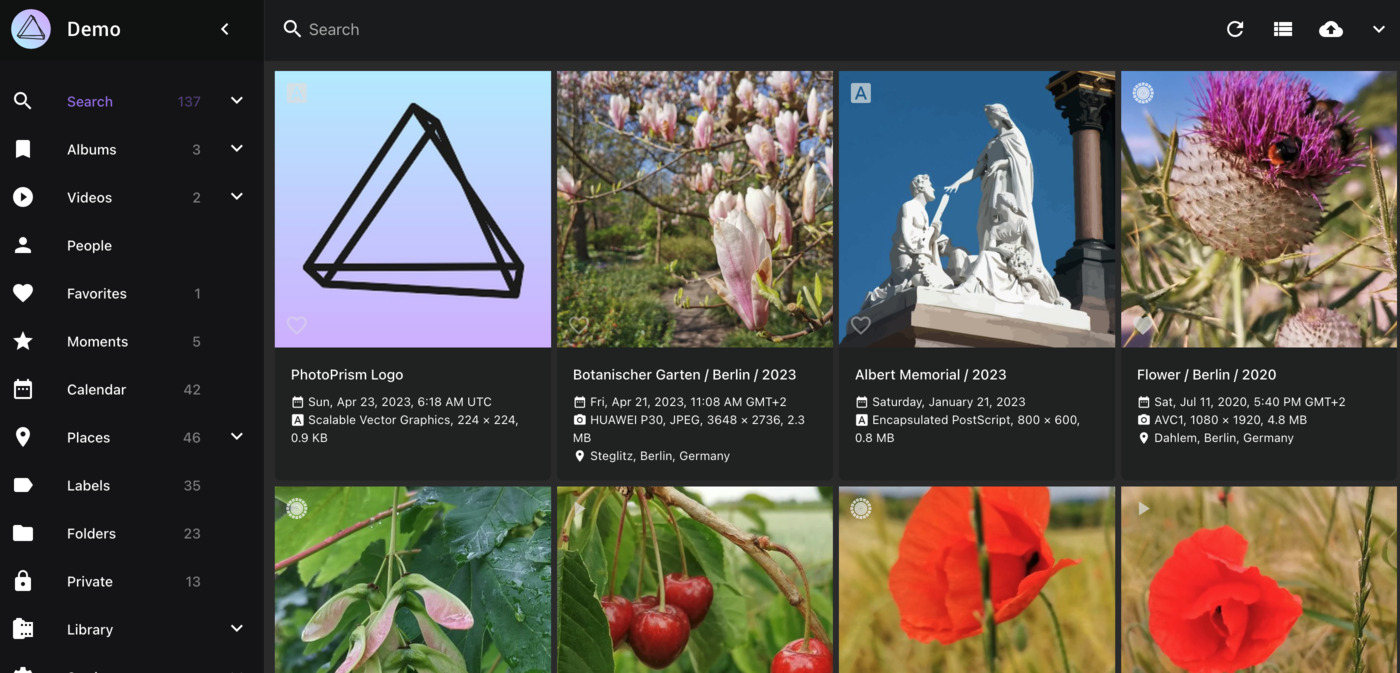 Demo
Search
Search 137
Albums 3
Videos 2
People
Favorites 1
Moments 5
Calendar 42
Places 46
Labels 35
Folders 23
Private 13
Library
A
PhotoPrism Logo
Sun, Apr 23, 2023, 6:18 AM UTC
A Scalable Vector Graphics, 224 × 224,
0.9 KB
Botanischer Garten / Berlin / 2023
Fri, Apr 21, 2023, 11:08 AM GMT+2
HUAWEI P30, JPEG, 3648 × 2736, 2.3
MB
Steglitz, Berlin, Germany
A
Albert Memorial / 2023
Saturday, January 21, 2023
A Encapsulated PostScript, 800 × 600,
0.8 MB
Flower / Berlin / 2020
Sat, Jul 11, 2020, 5:40 PM GMT+2
AVC1, 1080 × 1920, 4.8 MB
Dahlem, Berlin, Germany